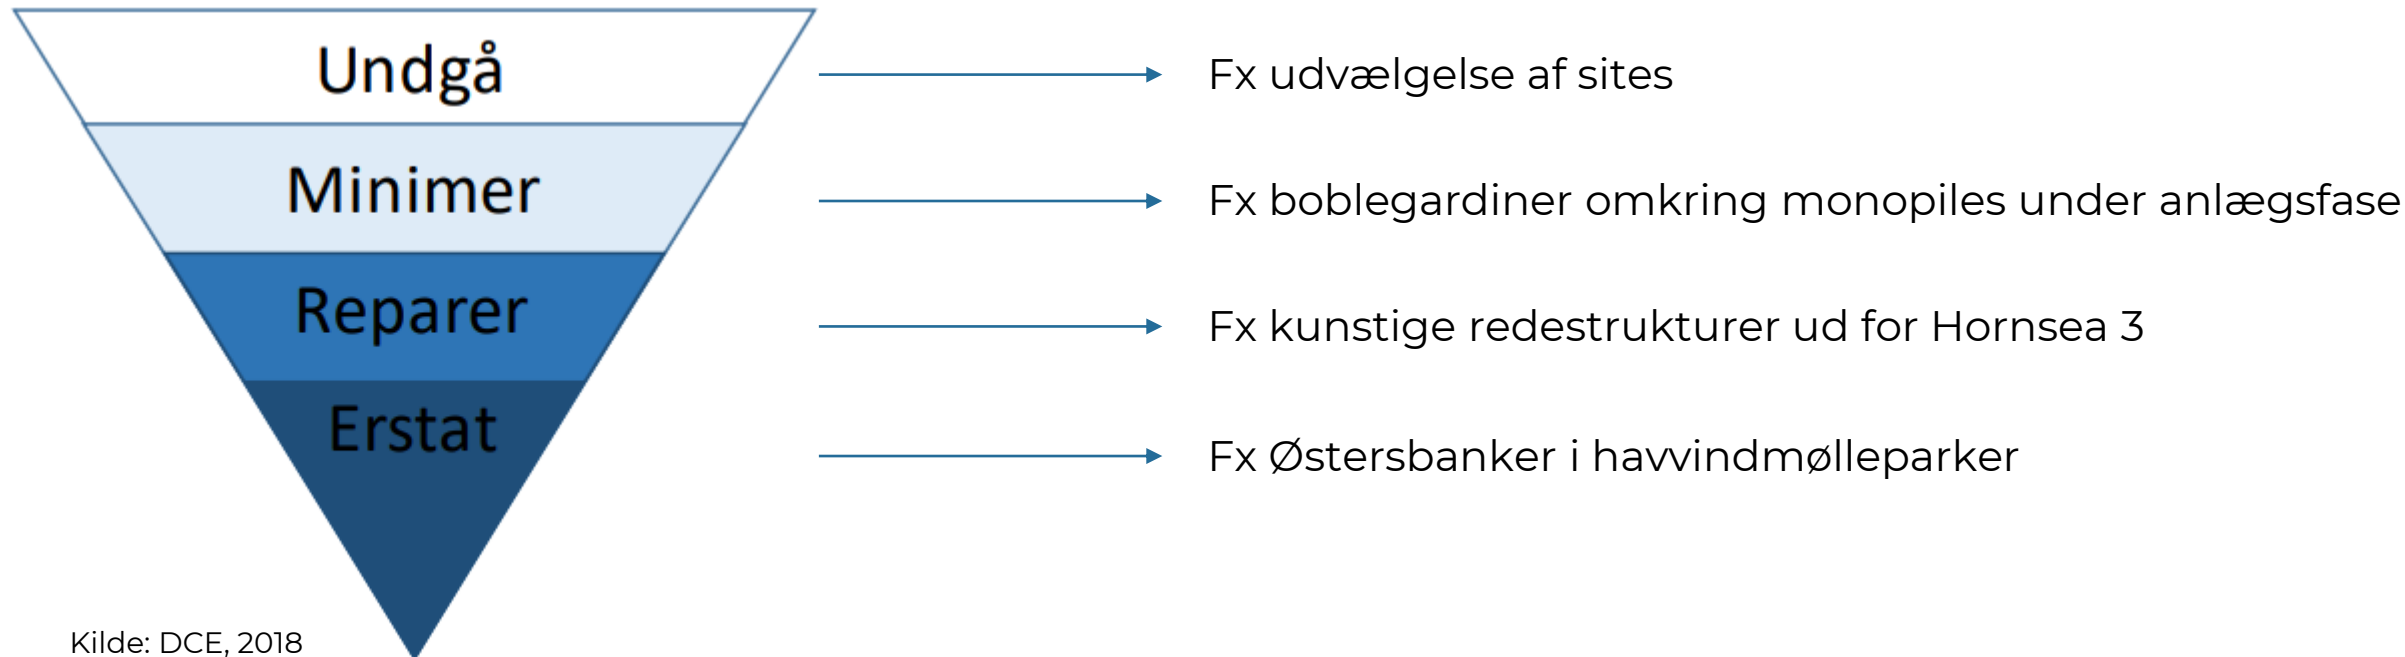 Undgå
Fx udvælgelse af sites
Minimer
Fx boblegardiner omkring monopiles under anlægsfase
Reparer
Fx kunstige redestrukturer ud for Hornsea 3
Erstat
Fx Østersbanker i havvindmølleparker
Kilde: DCE, 2018